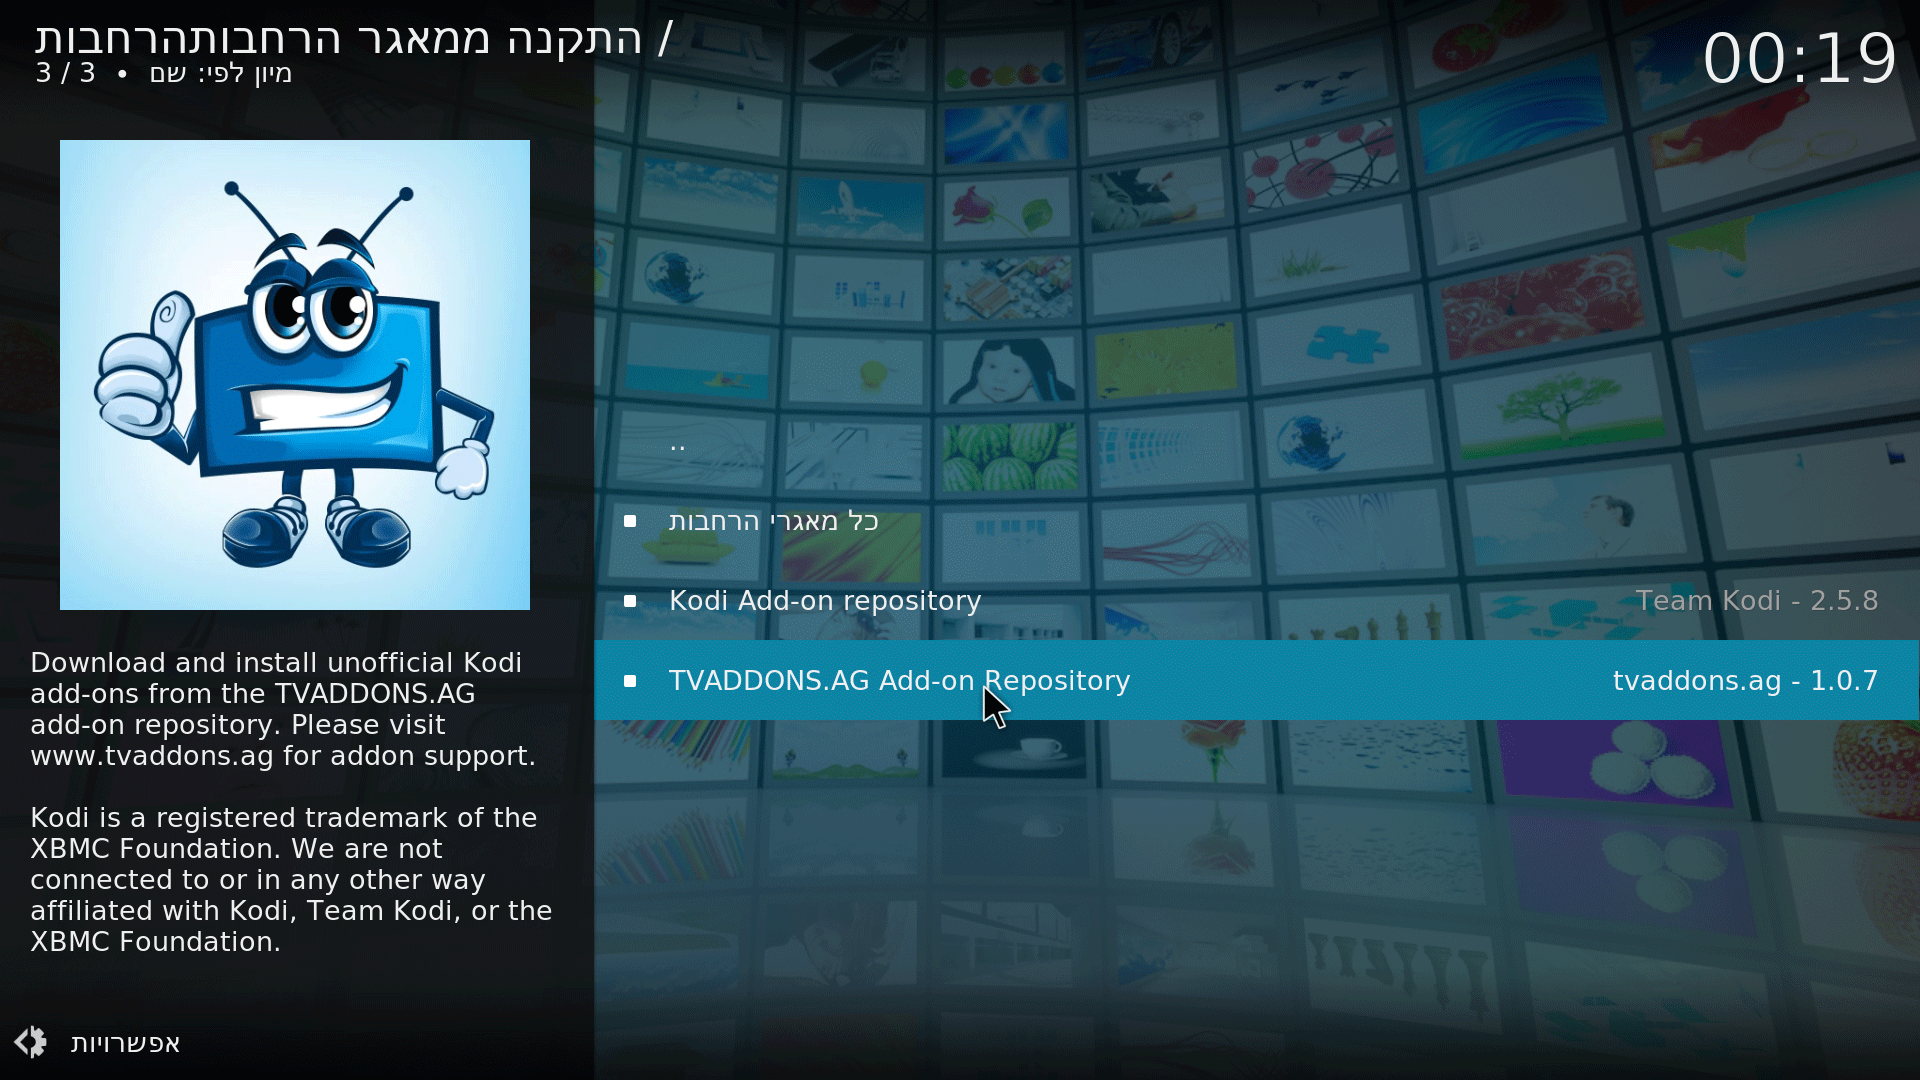 התקנה ממאגר הרחבותהרחבות /
3 / 3 • מיון לפי: שם
00:19
..
כל מאגרי הרחבות
Kodi Add-on repository Team Kodi - 2.5.8
TVADDONS.AG Add-on Repository tvaddons.ag - 1.0.7
Download and install unofficial Kodi
add-ons from the TVADDONS.AG
add-on repository. Please visit
www.tvaddons.ag for addon support.
Kodi is a registered trademark of the
XBMC Foundation. We are not
connected to or in any other way
affiliated with Kodi, Team Kodi, or the
XBMC Foundation.
אפשרויות